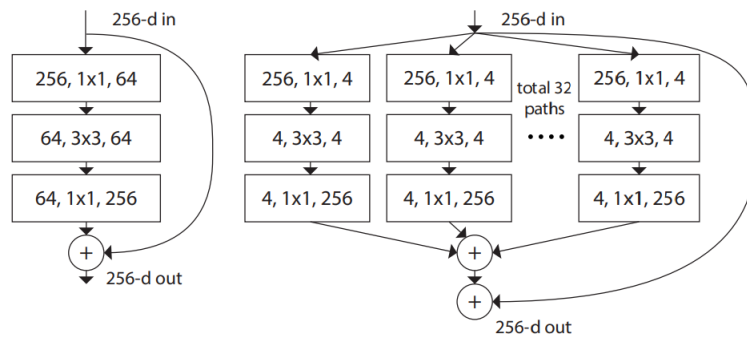 256-d in
256, 1x1, 64
64, 3x3, 64
64, 1x1, 256
+
256-d out
256-d in
256, 1x1, 4
256, 1x1, 4
total 32
paths
256, 1x1, 4
4, 3x3, 4
4, 3x3, 4
....
4, 3x3, 4
4, 1x1, 256
4, 1x1, 256
4, 1x1, 256
+
+
256-d out